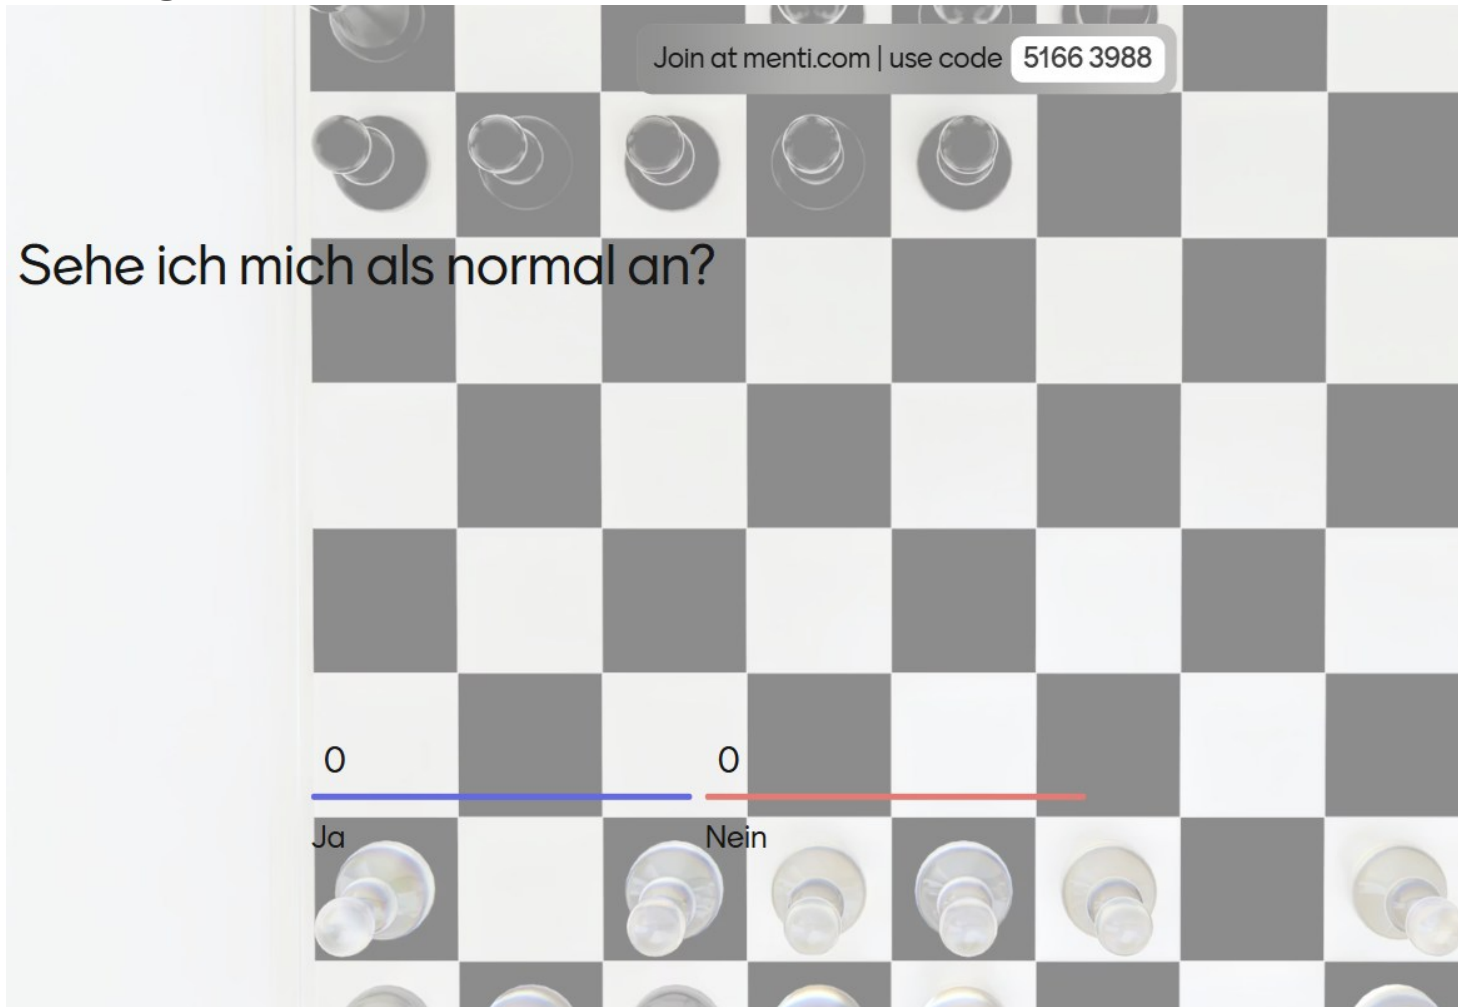 Join at menti.com | use code 5166 3988
Sehe ich mich als normal an?
0 0
Ja Nein